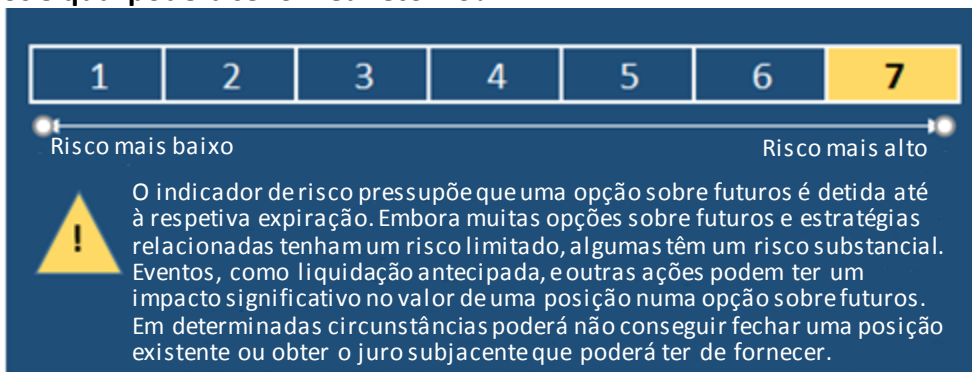 1 2 3 4 5 6 7
Risco mais baixo Risco mais alto
O indicador de risco pressupõe que uma opção sobre futuros é detida até
à respetiva expiração. Embora muitas opções sobre futuros e estratégias
! relacionadas tenham um risco limitado, algumas têm um risco substancial.
Eventos, como liquidação antecipada, e outras ações podem ter um
impacto significativo no valor de uma posição numa opção sobre futuros.
Em determinadas circunstâncias poderá não conseguir fechar uma posição
existente ou obter o juro subjacente que poderá ter de fornecer.